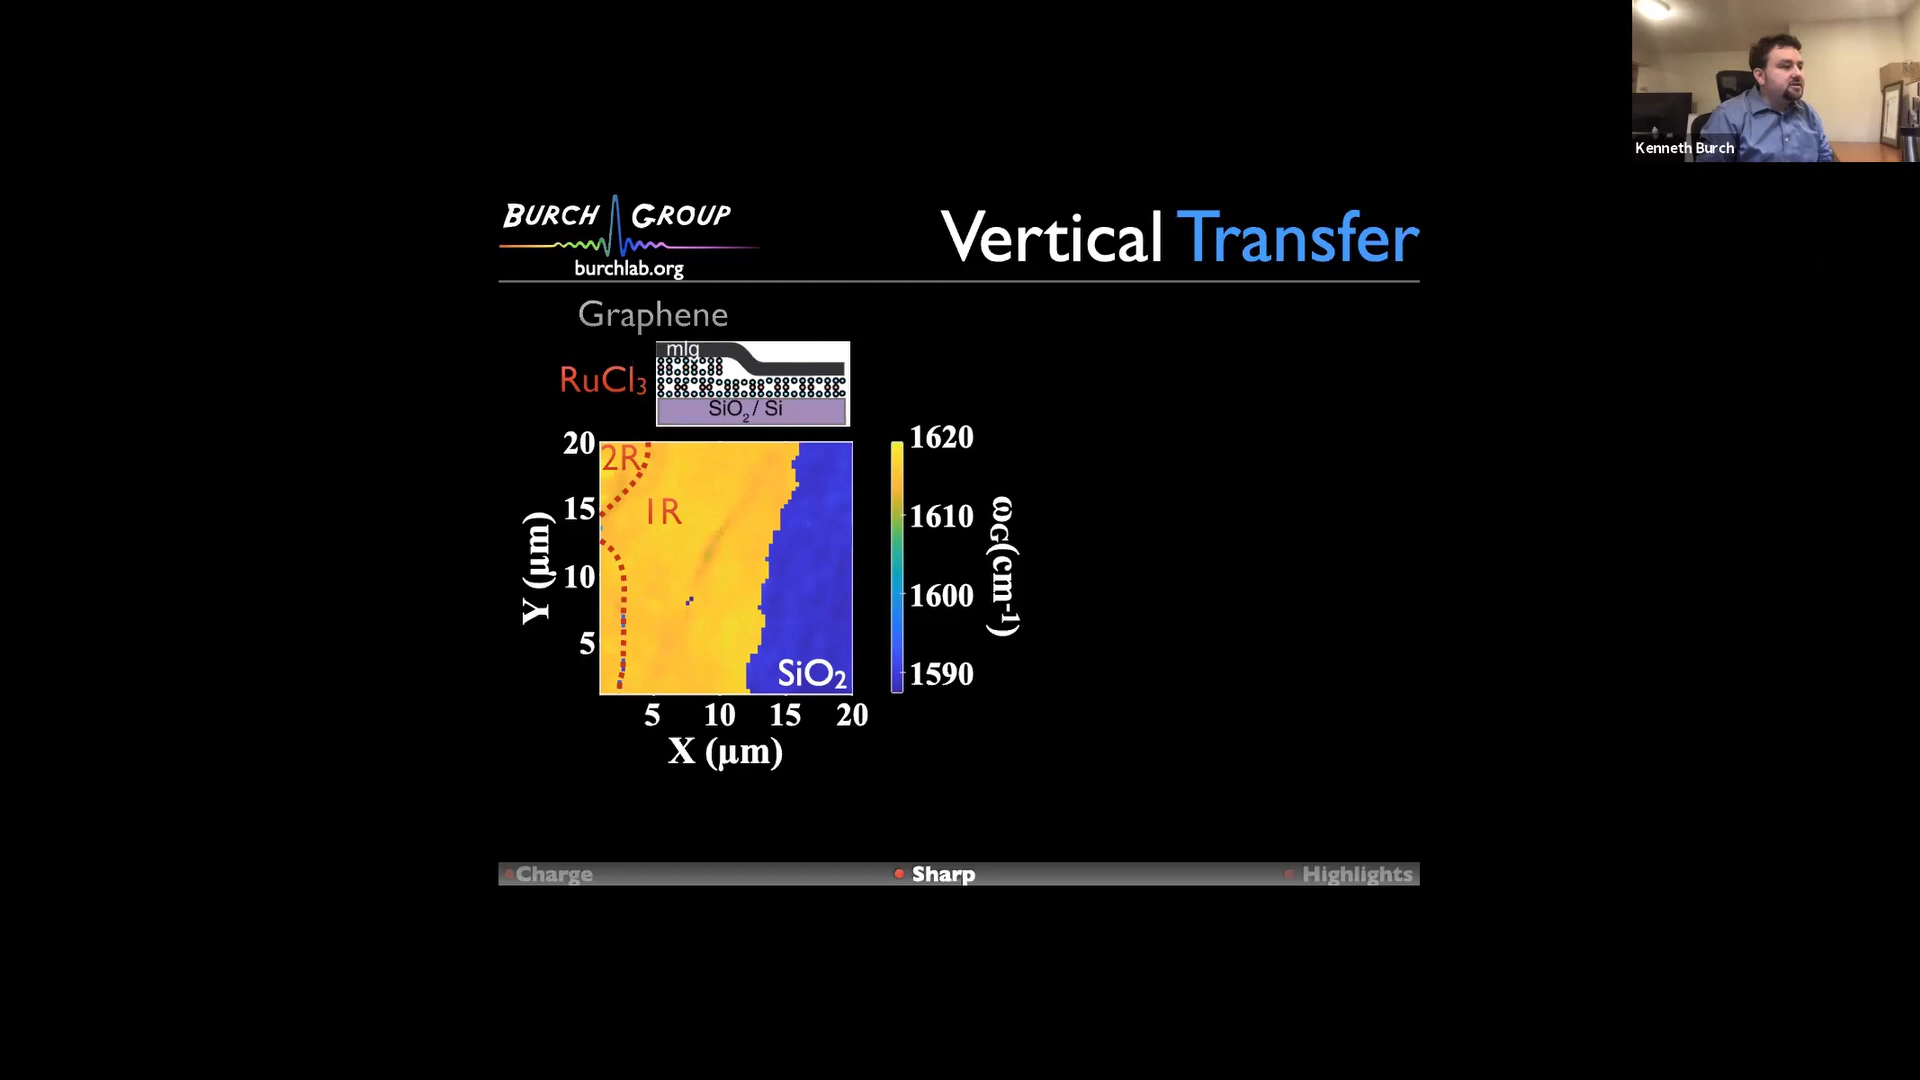 Kenneth Burch
BURCH GROUP
burchlab.org
Vertical Transfer
Graphene
mlg
RuCl₃
SiO₂ / Si
20
15
10
5
Y (μm)
2R
1R
SiO₂
5 10 15 20
X (μm)
1620
1610
1600
1590
ωG(cm⁻¹)
Charge
Sharp
Highlights